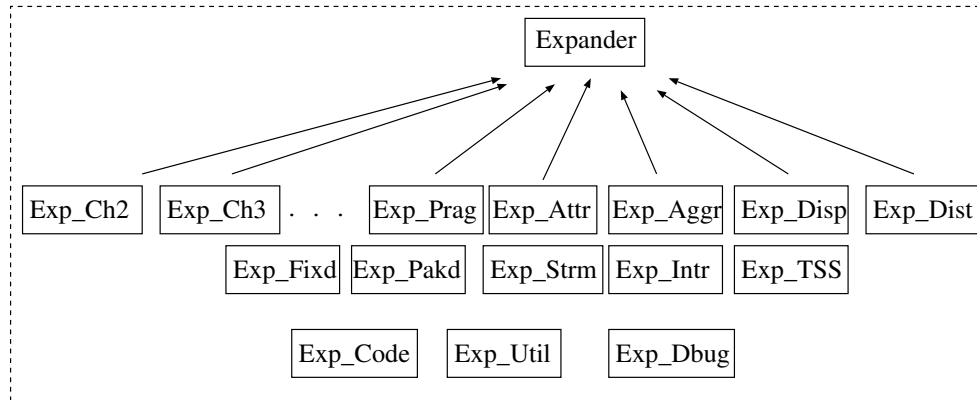 Expander
Exp_Ch2 Exp_Ch3 . . . Exp_Prag Exp_Attr Exp_Aggr Exp_Disp Exp_Dist
Exp_Fixd Exp_Pakd Exp_Strm Exp_Intr Exp_TSS
Exp_Code Exp_Util Exp_Dbug